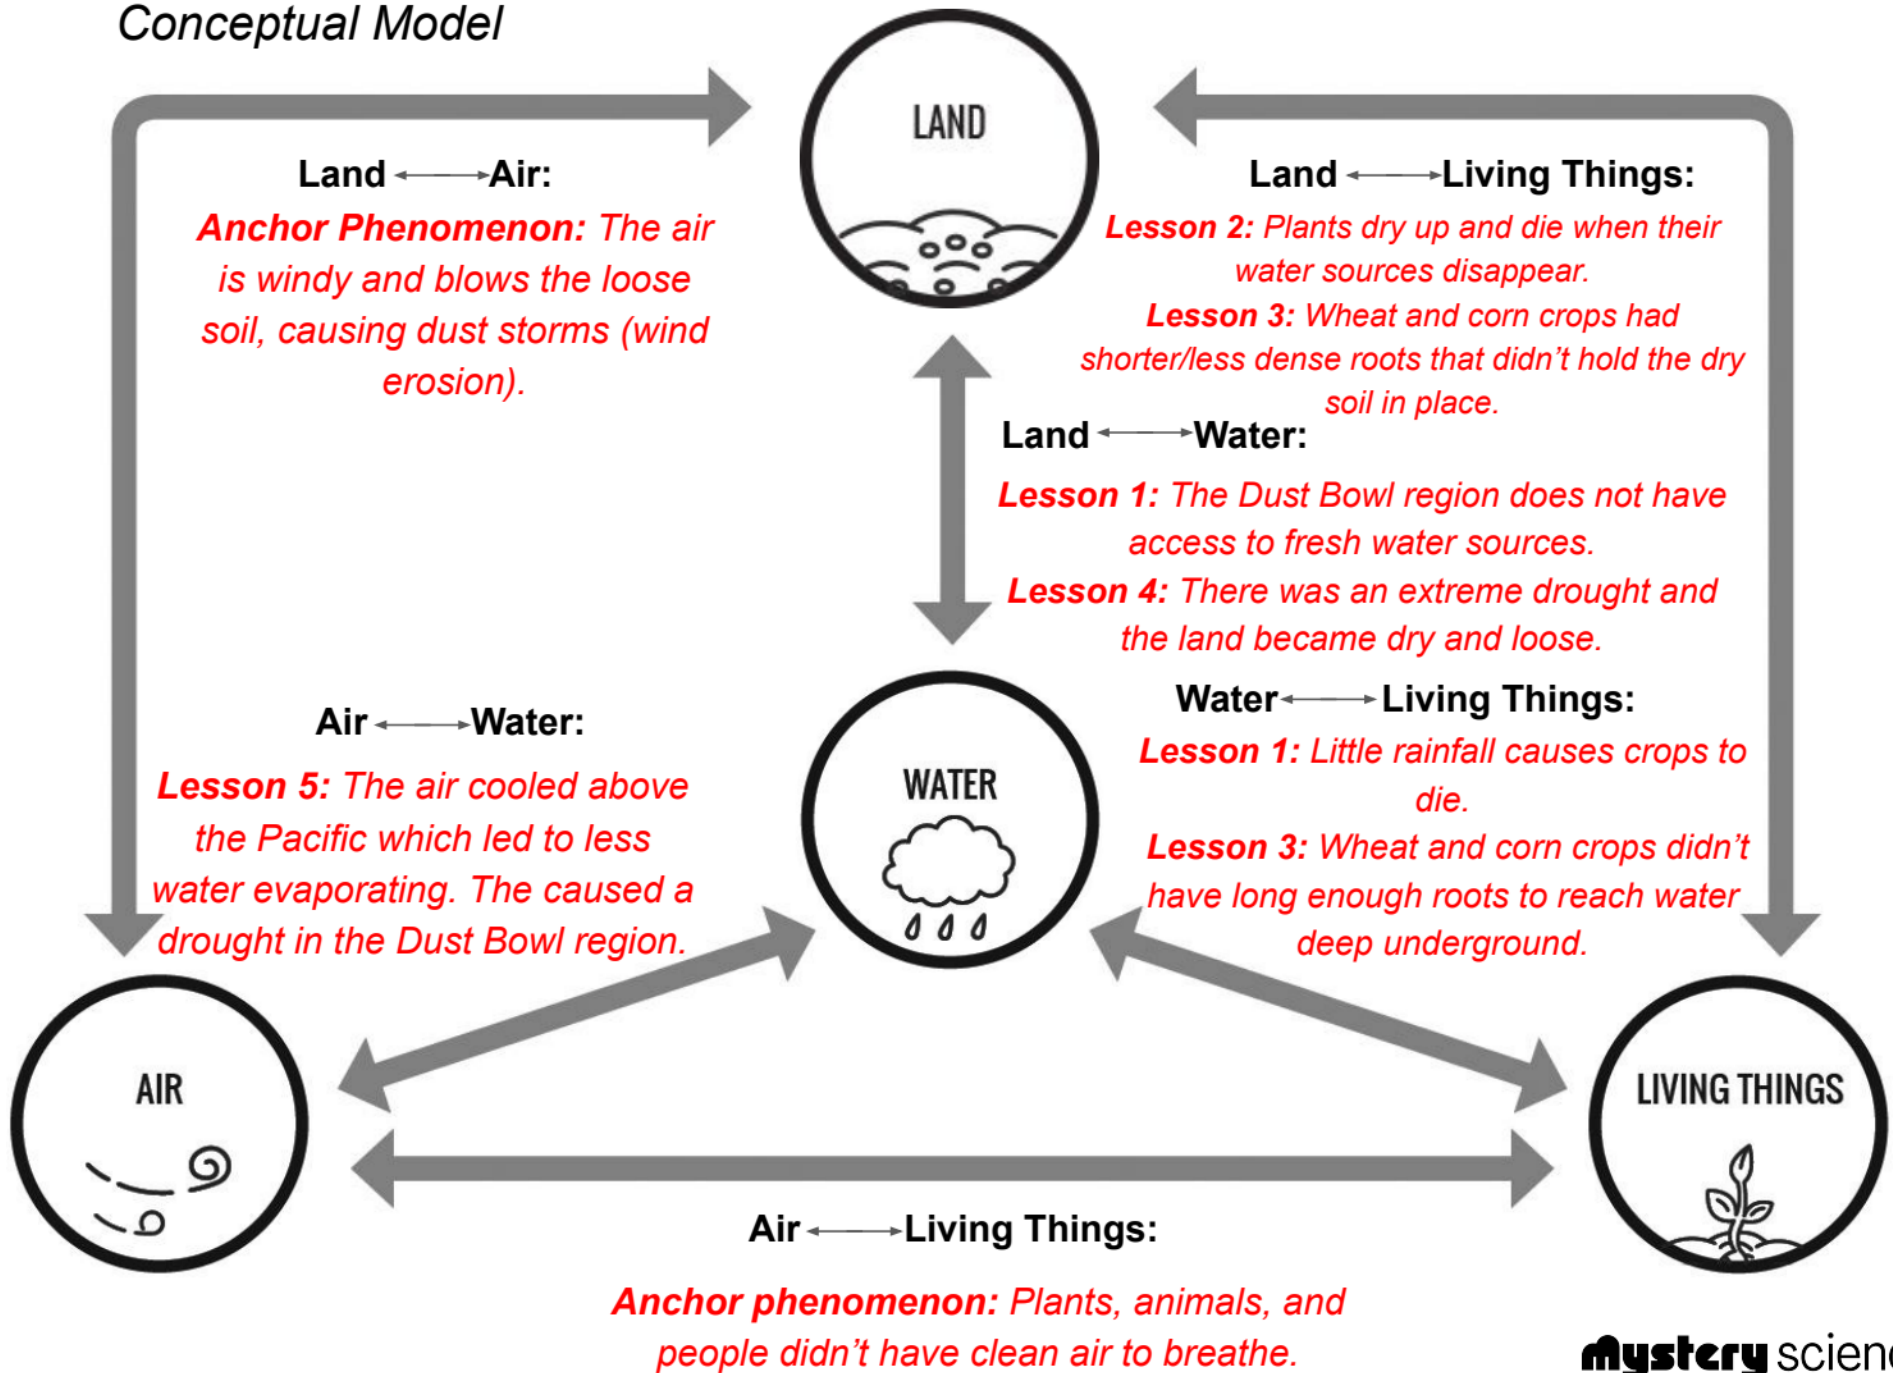 Conceptual Model
LAND
Land Air:
Anchor Phenomenon: The air
is windy and blows the loose
soil, causing dust storms (wind
erosion).
Land Living Things:
Lesson 2: Plants dry up and die when their
water sources disappear.
Lesson 3: Wheat and corn crops had
shorter/less dense roots that didn't hold the dry
soil in place.
Land Water:
Lesson 1: The Dust Bowl region does not have
access to fresh water sources.
Lesson 4: There was an extreme drought and
the land became dry and loose.
Air Water:
Lesson 5: The air cooled above
the Pacific which led to less
water evaporating. The caused a
drought in the Dust Bowl region.
WATER
Water Living Things:
Lesson 1: Little rainfall causes crops to
die.
Lesson 3: Wheat and corn crops didn't
have long enough roots to reach water
deep underground.
AIR
LIVING THINGS
Air Living Things:
Anchor phenomenon: Plants, animals, and
people didn't have clean air to breathe.
mystery scien